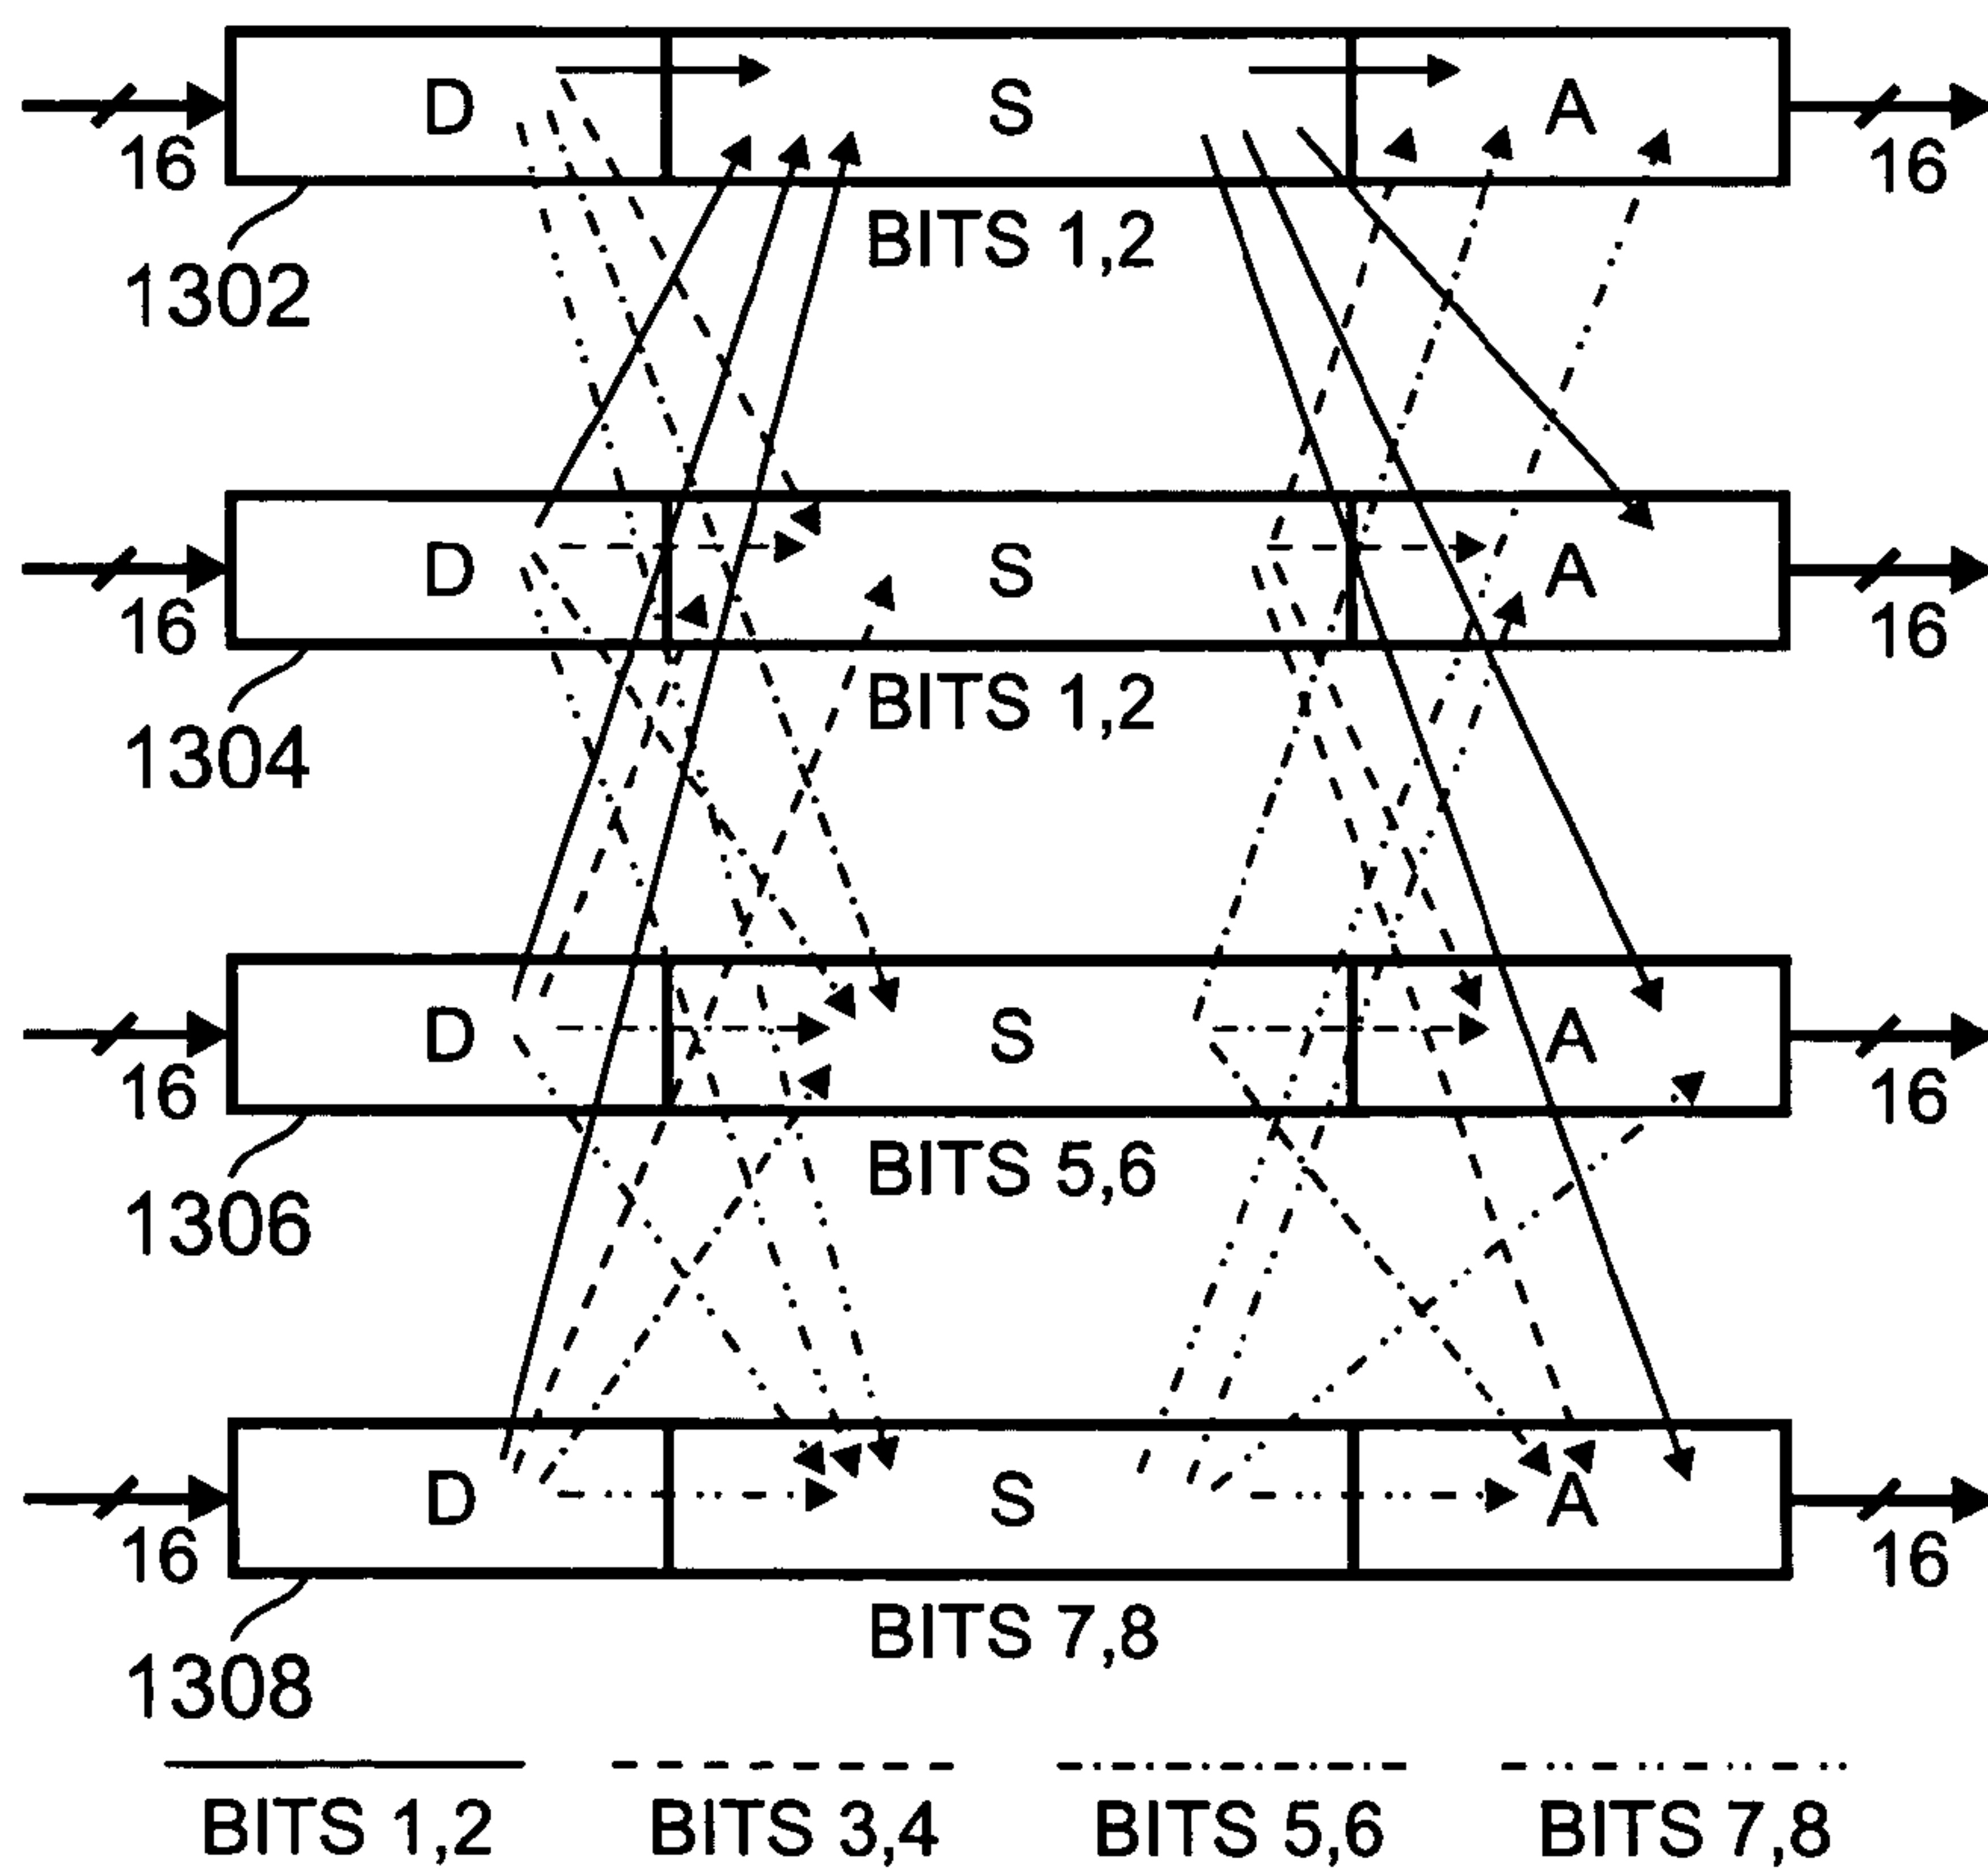 D S A
16 16
BITS 1,2
1302
D S A
16 16
BITS 1,2
1304
D S A
16 16
BITS 5,6
1306
D S A
16 16
BITS 7,8
1308
BITS 1,2 BITS 3,4 BITS 5,6 BITS 7,8